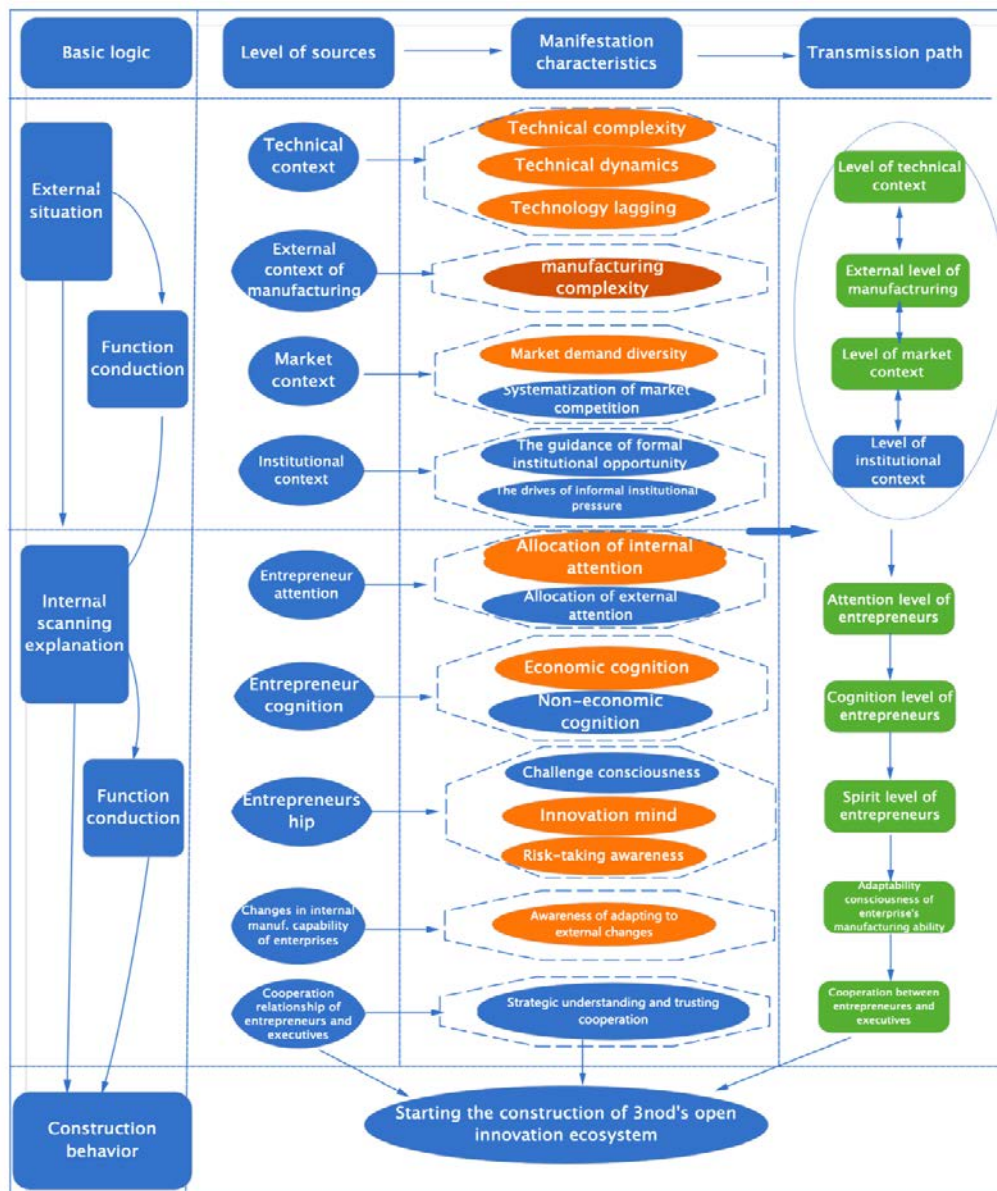 Basic logic
Level of sources
Manifestation
characteristics
Transmission path
External
situation
Function
conduction
Technical
context
Technical complexity
Technical dynamics
Technology lagging
External
context of
manufacturing
manufacturing
complexity
Market
context
Market demand diversity
Systematization of market
competition
Institutional
context
The guidance of formal
institutional opportunity
The drives of informal institutional
pressure
Level of technical
context
External level of
manufactruring
Level of market
context
Level of
institutional
context
Internal
scanning
explanation
Function
conduction
Entrepreneur
attention
Allocation of internal
attention
Allocation of external
attention
Entrepreneur
cognition
Economic cognition
Non-economic
cognition
Entrepreneurs
hip
Challenge consciousness
Innovation mind
Risk-taking awareness
Changes in internal
manuf. capability
of enterprises
Awareness of adapting to
external changes
Cooperation
relationship of
entrepreneurs and
executives
Strategic understanding and trusting
cooperation
Attention level of
entrepreneurs
Cognition level of
entrepreneurs
Spirit level of
entrepreneurs
Adaptability
consciousness of
enterprise's
manufacturing ability
Cooperation between
entrepreneures and
executives
Construction
behavior
Starting the construction of 3nod's open
innovation ecosystem